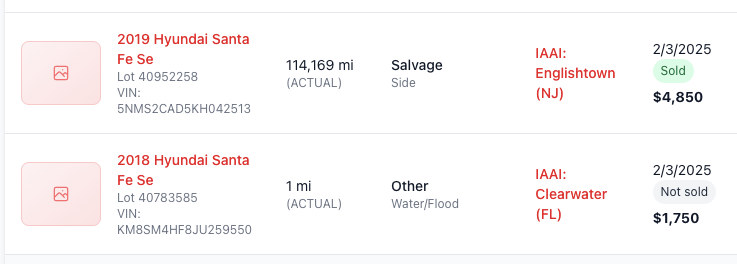 2019 Hyundai Santa
Fe Se
Lot 40952258
VIN:
5NMS2CAD5KH042513
114,169 mi
(ACTUAL)
Salvage
Side
IAAI:
Englishtown
(NJ)
2/3/2025
Sold
$4,850
2018 Hyundai Santa
Fe Se
Lot 40783585
VIN:
KM8SM4HF8JU259550
1 mi
(ACTUAL)
Other
Water/Flood
IAAI:
Clearwater
(FL)
2/3/2025
Not sold
$1,750